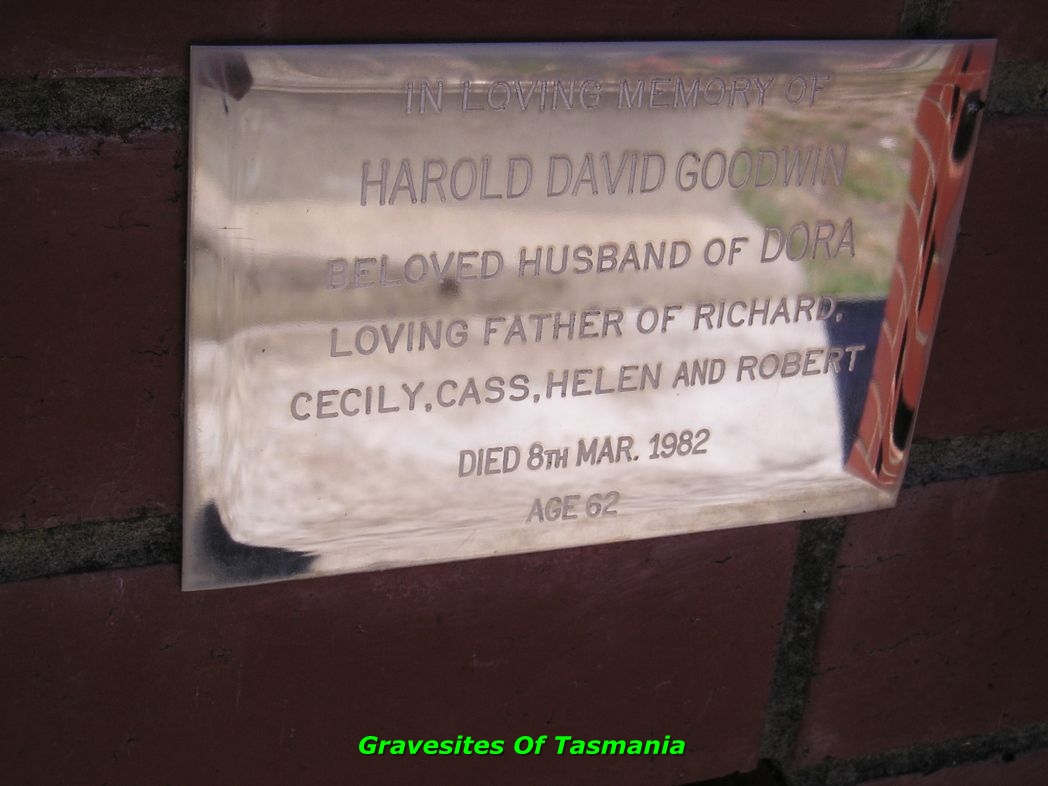 IN LOVING MEMORY OF
HAROLD DAVID GOODWIN
BELOVED HUSBAND OF DORA
LOVING FATHER OF RICHARD,
CECILY, CASS, HELEN AND ROBERT
DIED 8TH MAR. 1982
AGE 62
Gravesites Of Tasmania